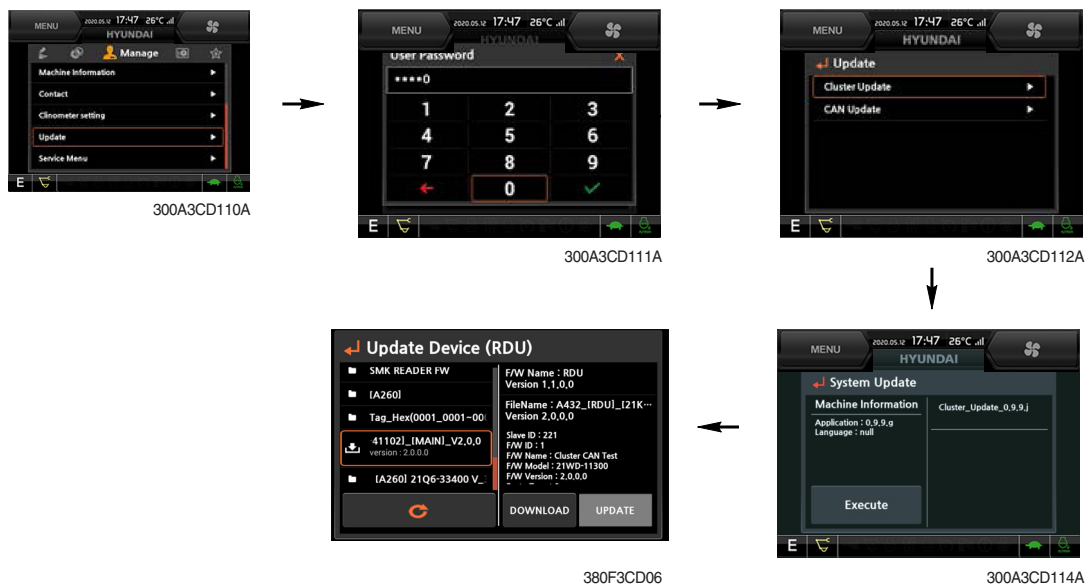 MENU
2020.05.12 17:47 26°C
HYUNDAI
Manage
Machine Information
Contact
Clinometer setting
Update
Service Menu
E
300A3CD110A
MENU
2020.05.12 17:47 26°C
HYUNDAI
User Password
X
****0
1 2 3
4 5 6
7 8 9
0
E
300A3CD111A
MENU
2020.05.12 17:47 26°C
HYUNDAI
Update
Cluster Update
CAN Update
E
300A3CD112A
Update Device (RDU)
SMK READER FW
[A260]
Tag_Hex(0001_0001~00
41102]_[MAIN]_V2,0,0
version : 2.0.0.0
[A260] 21Q6-33400 V_
F/W Name : RDU
Version 1,1,0,0
FileName : A432_[RDU]_[21K···
Version 2,0,0,0
Slave ID : 221
F/W ID : 1
F/W Name : Cluster CAN Test
F/W Model : 21WD-11300
F/W Version : 2,0,0,0
DOWNLOAD
UPDATE
380F3CD06
MENU
2020.05.12 17:47 26°C
HYUNDAI
System Update
Machine Information
Application : 0,9,9,g
Language : null
Cluster_Update_0,9,9,j
Execute
E
300A3CD114A